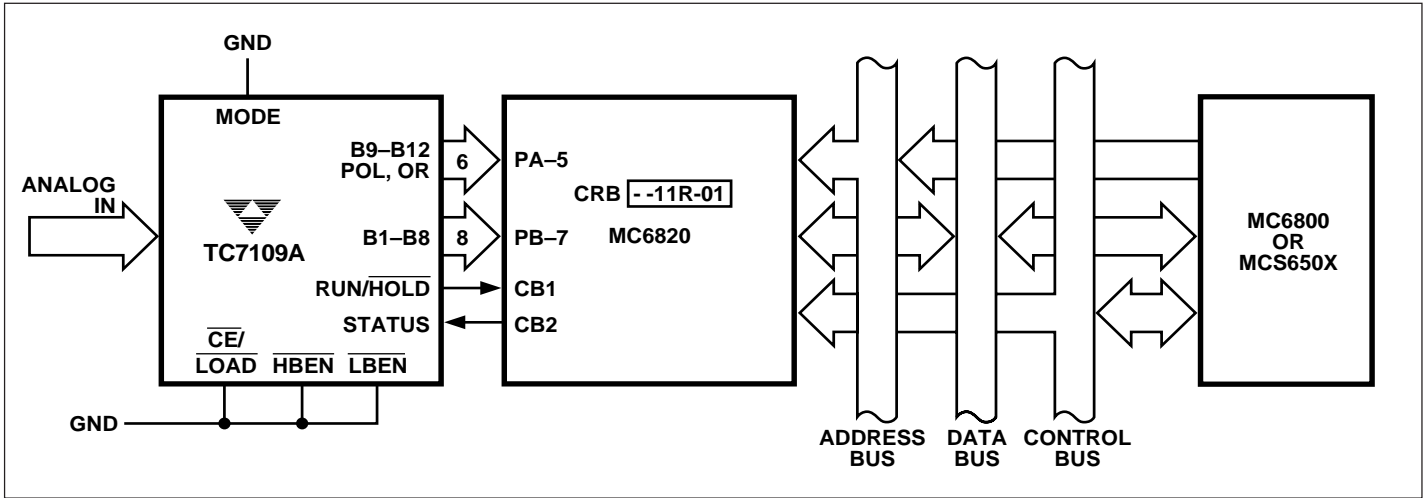 GND
MODE
B9–B12
POL, OR
6
PA–5
ANALOG
IN
CRB - -11R-01
TC7109A
B1–B8
8
PB–7
MC6820
MC6800
OR
MCS650X
RUN/HOLD
CB1
STATUS
CB2
CE/
LOAD
HBEN
LBEN
GND
ADDRESS
BUS
DATA
BUS
CONTROL
BUS